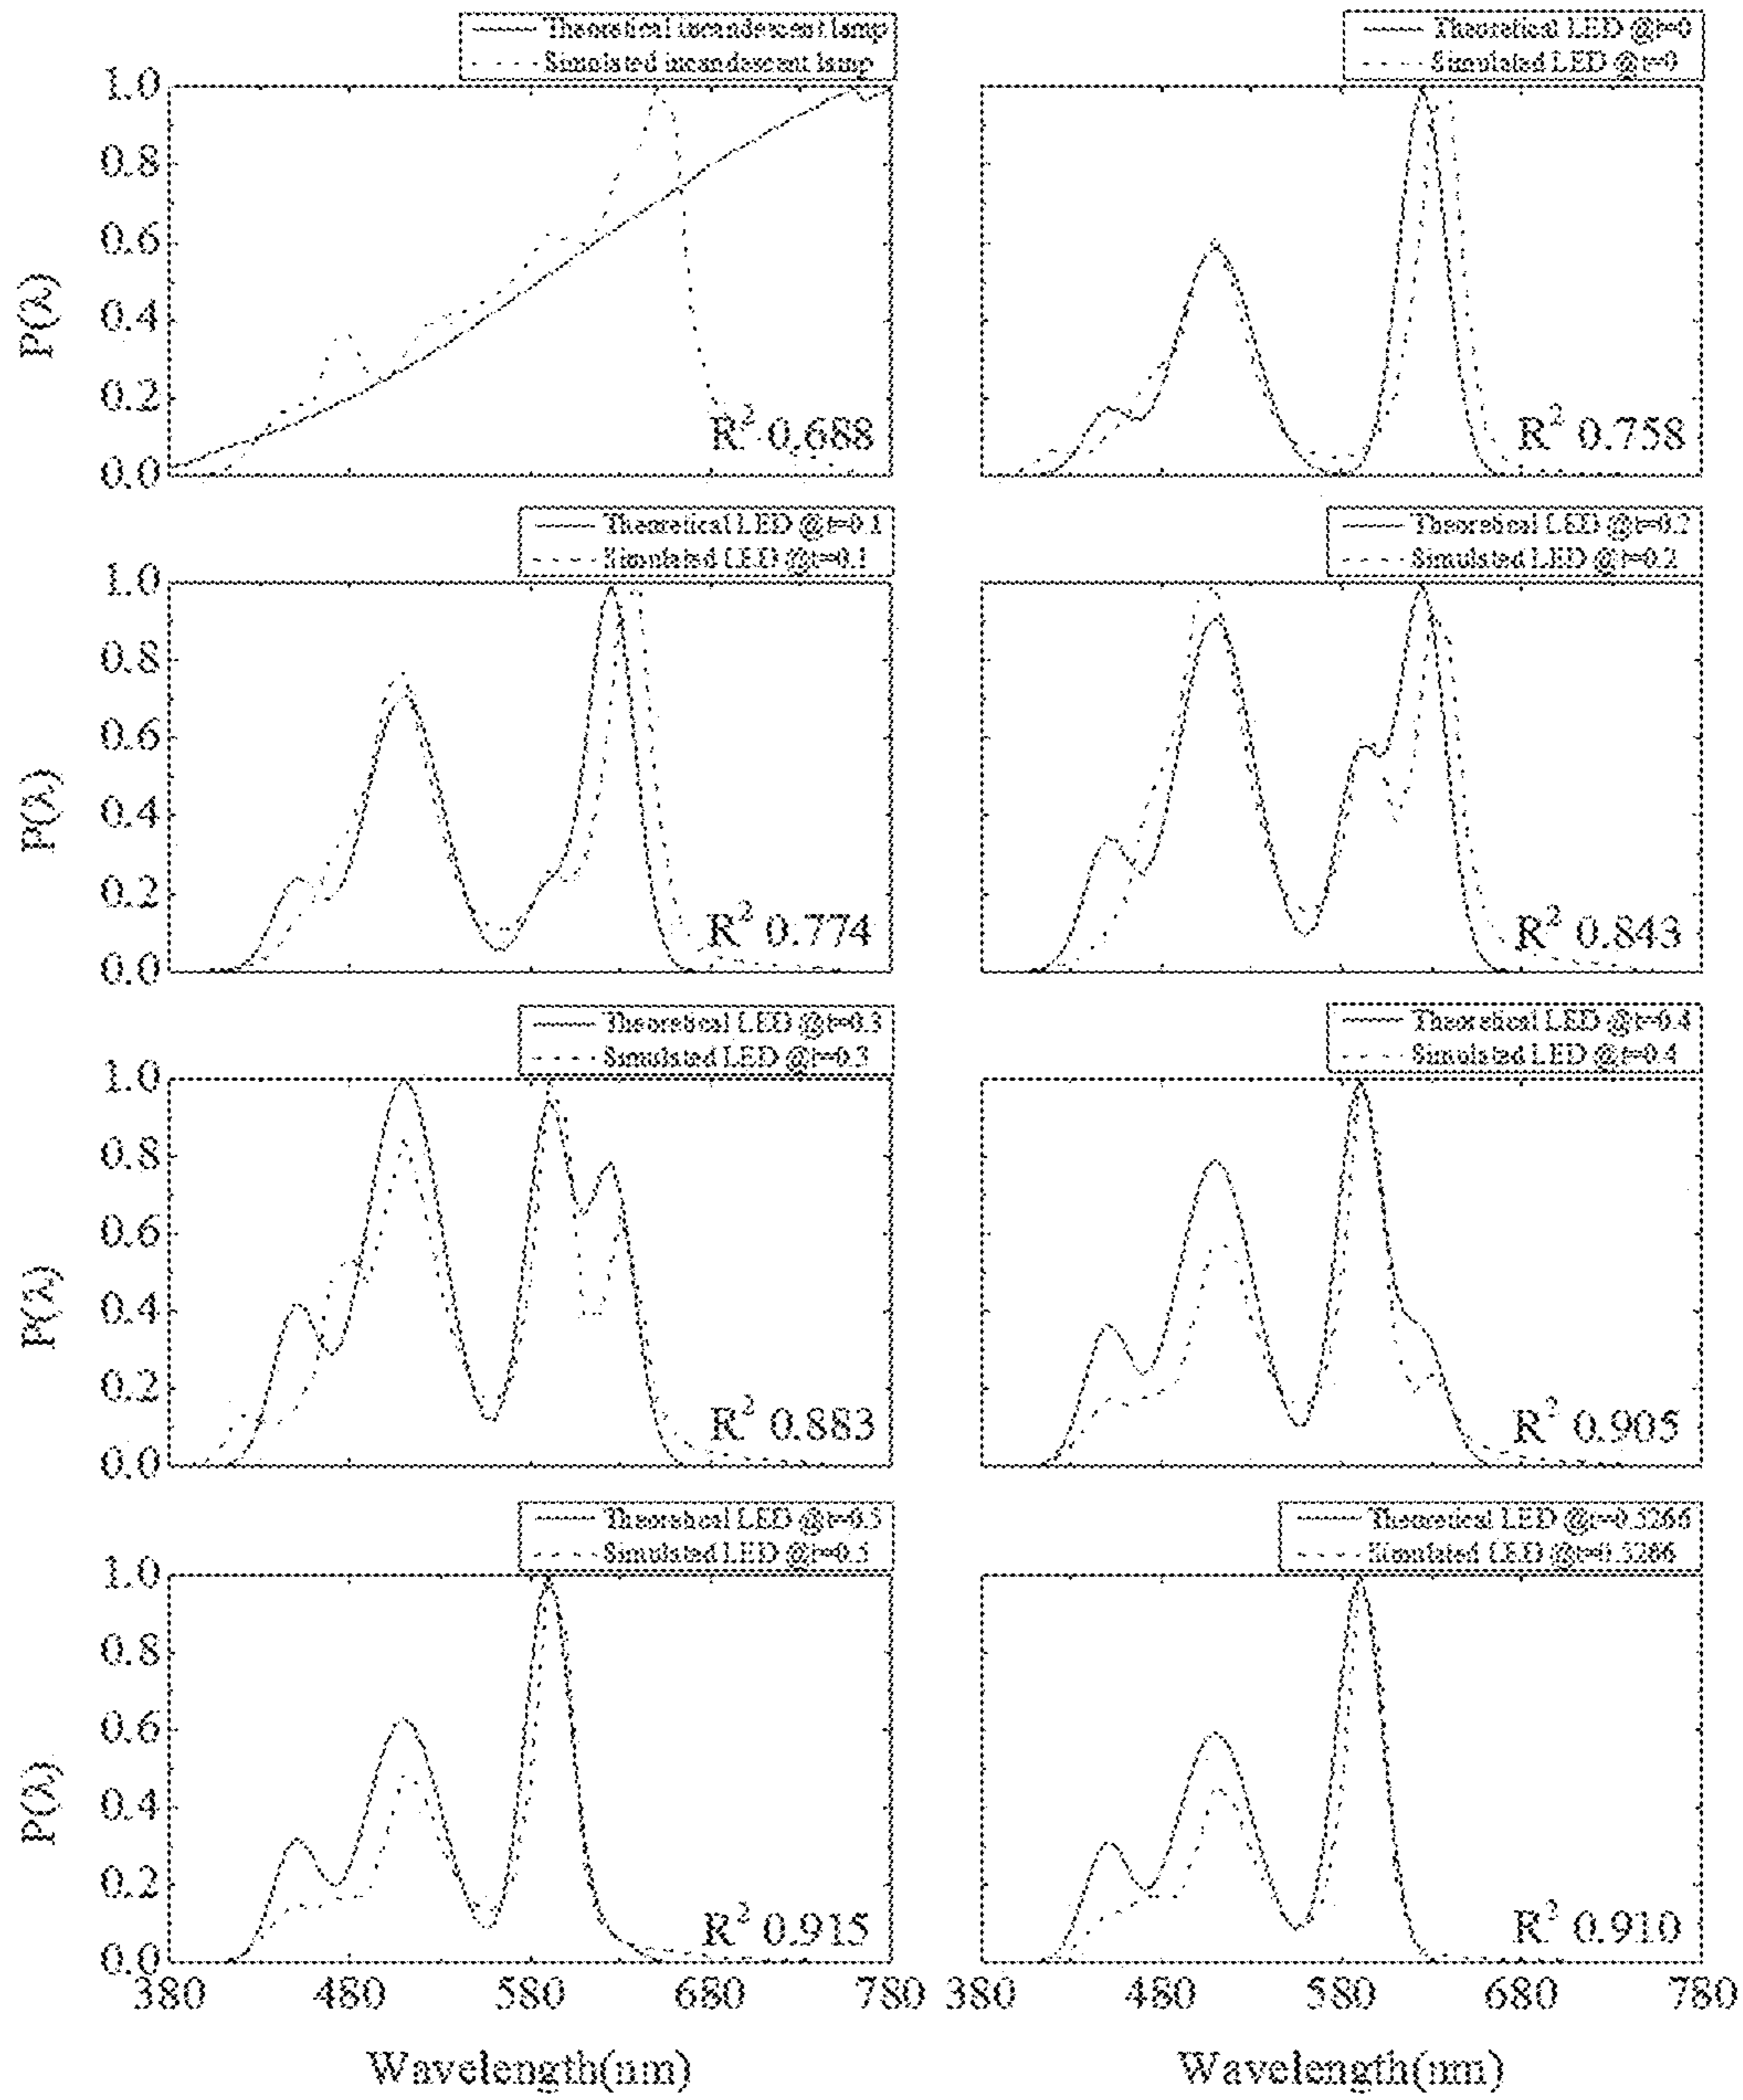 Theoretical incandescent lamp
Simulated incandescent lamp
1.0
0.8
0.6
0.4
0.2
0.0
P(λ)
R² 0.688
Theoretical LED @t=0
Simulated LED @t=0
R² 0.758
Theoretical LED @t=0.1
Simulated LED @t=0.1
1.0
0.8
0.6
0.4
0.2
0.0
P(λ)
R² 0.774
Theoretical LED @t=0.2
Simulated LED @t=0.2
R² 0.843
Theoretical LED @t=0.3
Simulated LED @t=0.3
1.0
0.8
0.6
0.4
0.2
0.0
P(λ)
R² 0.883
Theoretical LED @t=0.4
Simulated LED @t=0.4
R² 0.905
Theoretical LED @t=0.5
Simulated LED @t=0.5
1.0
0.8
0.6
0.4
0.2
0.0
P(λ)
R² 0.915
380 480 580 680 780
Wavelength(nm)
Theoretical LED @t=0.5266
Simulated LED @t=0.5266
R² 0.910
380 480 580 680 780
Wavelength(nm)